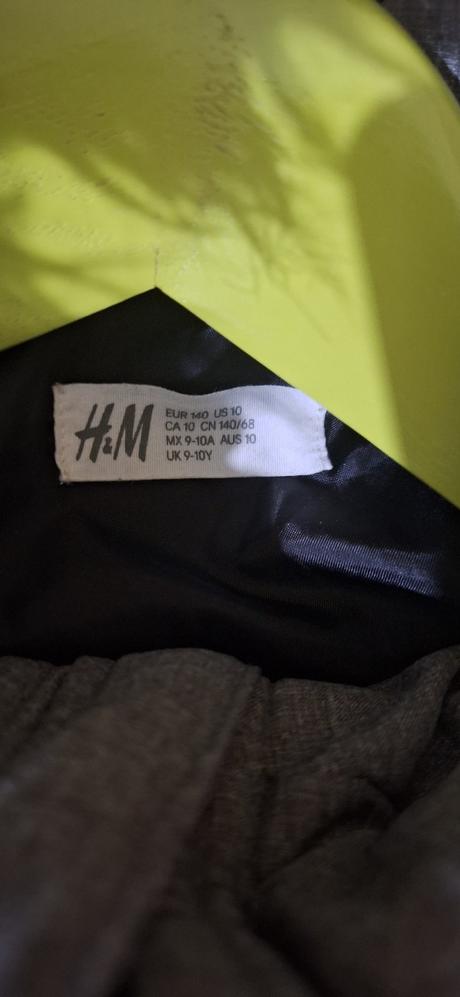 H&M
EUR 140 US 10
CA 10 CN 140/68
MX 9-10A AUS 10
UK 9-10Y